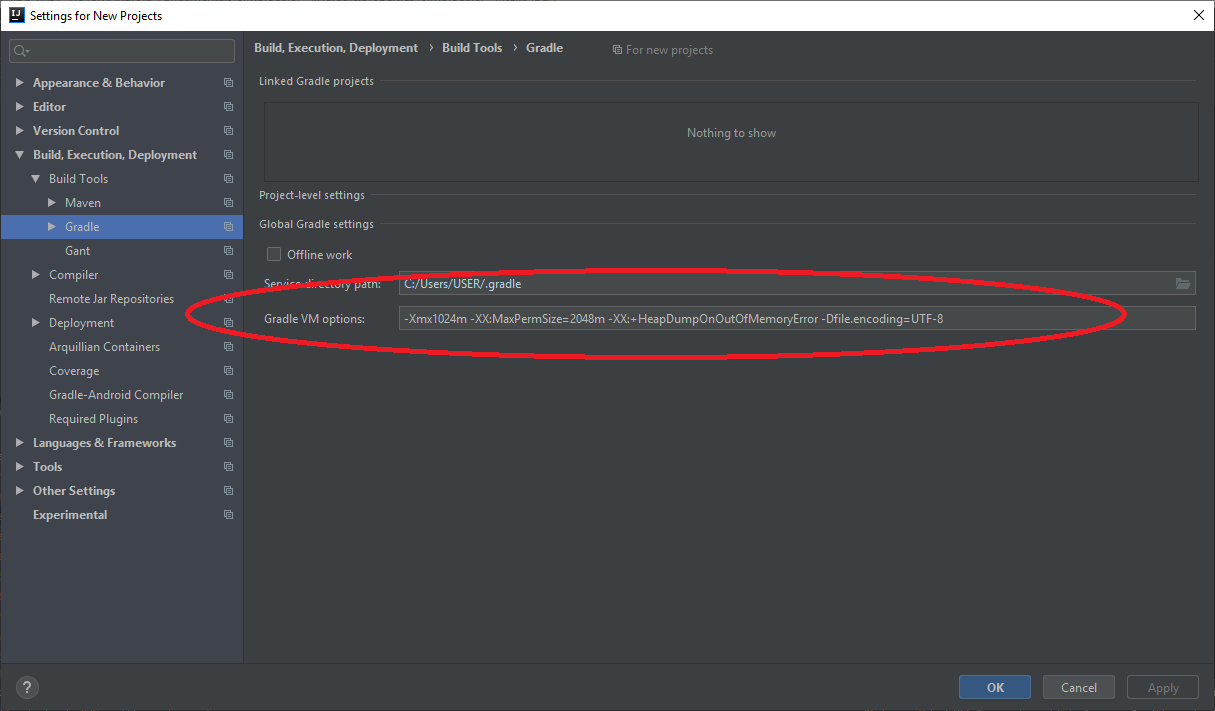 IJ Settings for New Projects
Build, Execution, Deployment › Build Tools › Gradle For new projects
Appearance & Behavior
Editor
Version Control
Build, Execution, Deployment
Build Tools
Maven
Gradle
Gant
Compiler
Remote Jar Repositories
Deployment
Arquillian Containers
Coverage
Gradle-Android Compiler
Required Plugins
Languages & Frameworks
Tools
Other Settings
Experimental
Linked Gradle projects
Nothing to show
Project-level settings
Global Gradle settings
Offline work
Service directory path: C:/Users/USER/.gradle
Gradle VM options: -Xmx1024m -XX:MaxPermSize=2048m -XX:+HeapDumpOnOutOfMemoryError -Dfile.encoding=UTF-8
? OK Cancel Apply